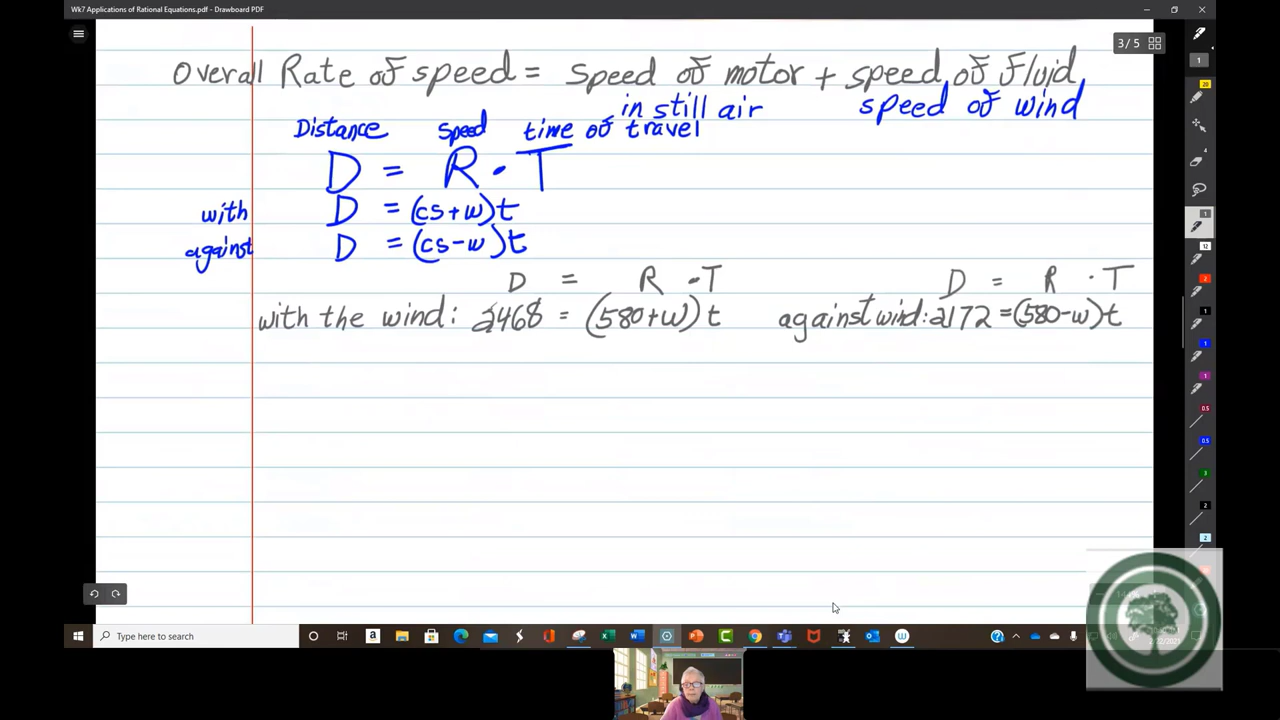 Wk7 Applications of Rational Equations.pdf - Drawboard PDF
3 / 5
Overall Rate of speed = Speed of motor + speed of fluid
in still air speed of wind
Distance speed time of travel
D = R · T
with D = (cs+w)t
against D = (cs-w)t
D = R · T D = R · T
with the wind: 2468 = (580+w) t against wind: 2172 = (580-w)t
Type here to search